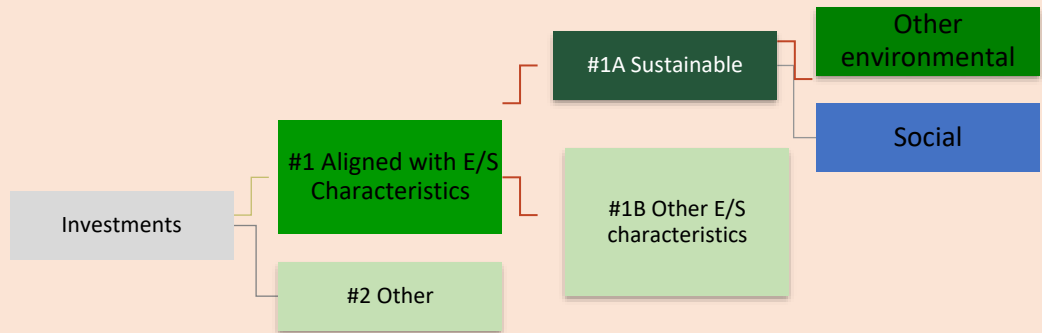 Other
environmental
#1A Sustainable
Social
#1 Aligned with E/S
Characteristics
#1B Other E/S
characteristics
Investments
#2 Other